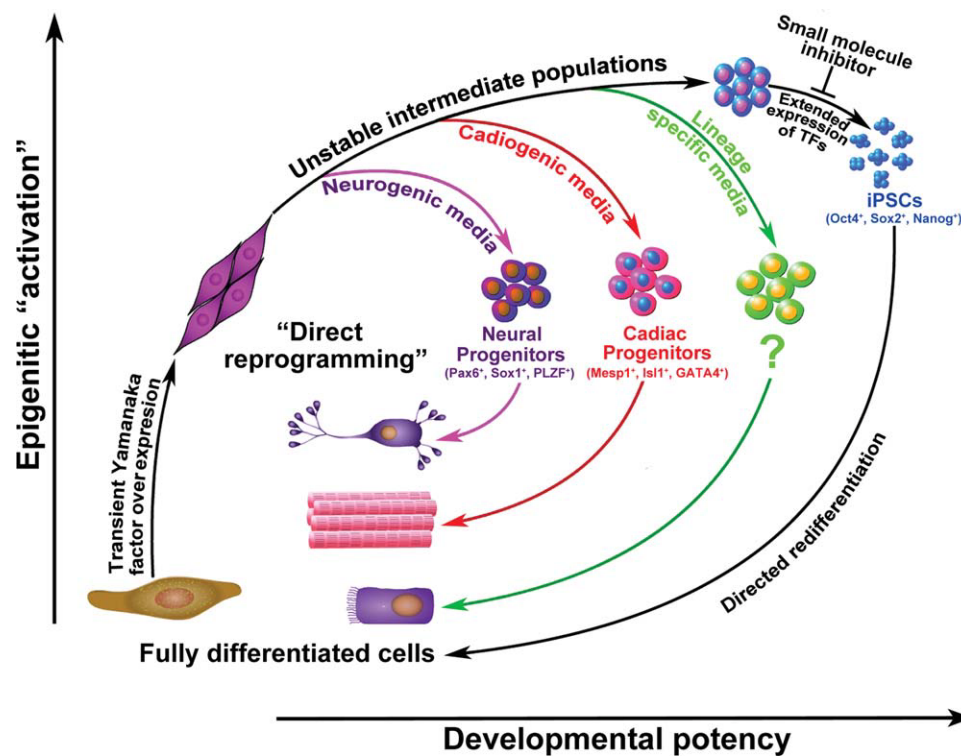 Epigenitic “activation”
Transient Yamanaka
factor over expresion
Unstable intermediate populations
Small molecule
inhibitor
Extended
expression
of TFs
iPSCs
(Oct4⁺, Sox2⁺, Nanog⁺)
Neurogenic media
Cadiogenic media
Lineage
specific media
“Direct
reprogramming”
Neural
Progenitors
(Pax6⁺, Sox1⁺, PLZF⁺)
Cadiac
Progenitors
(Mesp1⁺, Isl1⁺, GATA4⁺)
?
Directed redifferentiation
Fully differentiated cells
Developmental potency